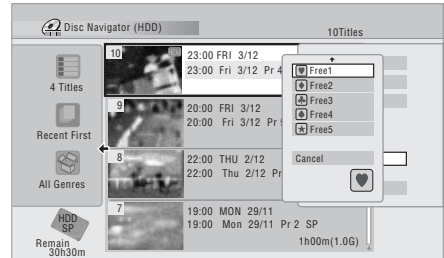 Disc Navigator (HDD)
10Titles
4 Titles
Recent First
All Genres
HDD
SP
Remain
30h30m
10
23:00 FRI 3/12
23:00 Fri 3/12 Pr 4
9
20:00 FRI 3/12
20:00 Fri 3/12 Pr
8
22:00 THU 2/12
22:00 Thu 2/12 Pr
7
19:00 MON 29/11
19:00 Mon 29/11 Pr 2 SP
1h00m(1.0G)
Free1
Free2
Free3
Free4
Free5
Cancel